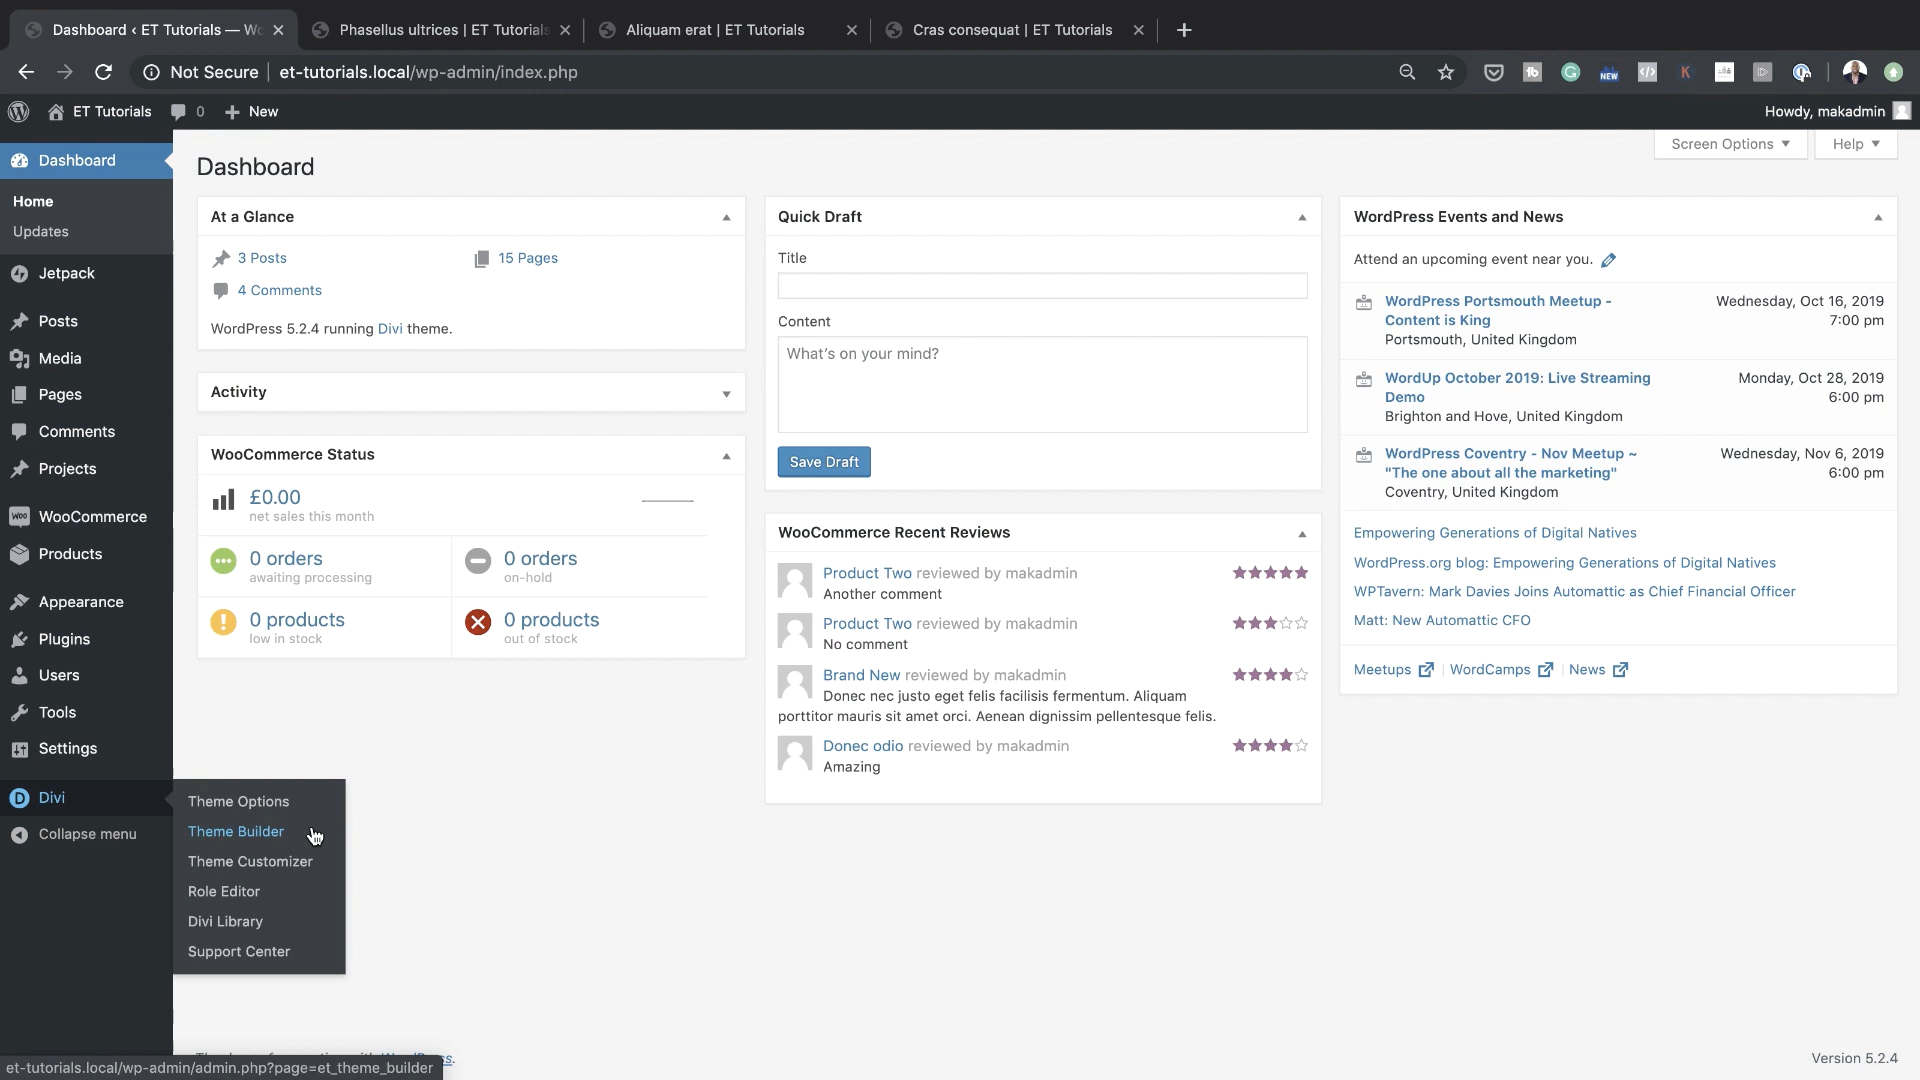 Dashboard ‹ ET Tutorials — Wo
Phasellus ultrices | ET Tutorials
Aliquam erat | ET Tutorials
Cras consequat | ET Tutorials
Not Secure
et-tutorials.local/wp-admin/index.php
NEW
ET Tutorials
0
New
Howdy, makadmin
Screen Options
Help
Dashboard
Home
Updates
Jetpack
Posts
Media
Pages
Comments
Projects
WooCommerce
Products
Appearance
Plugins
Users
Tools
Settings
Divi
Collapse menu
Theme Options
Theme Builder
Theme Customizer
Role Editor
Divi Library
Support Center
Dashboard
At a Glance
3 Posts
15 Pages
4 Comments
WordPress 5.2.4 running Divi theme.
Activity
WooCommerce Status
£0.00
net sales this month
0 orders
awaiting processing
0 orders
on-hold
0 products
low in stock
0 products
out of stock
Quick Draft
Title
Content
What's on your mind?
Save Draft
WooCommerce Recent Reviews
Product Two reviewed by makadmin
Another comment
Product Two reviewed by makadmin
No comment
Brand New reviewed by makadmin
Donec nec justo eget felis facilisis fermentum. Aliquam
porttitor mauris sit amet orci. Aenean dignissim pellentesque felis.
Donec odio reviewed by makadmin
Amazing
WordPress Events and News
Attend an upcoming event near you.
WordPress Portsmouth Meetup -
Content is King
Portsmouth, United Kingdom
Wednesday, Oct 16, 2019
7:00 pm
WordUp October 2019: Live Streaming
Demo
Brighton and Hove, United Kingdom
Monday, Oct 28, 2019
6:00 pm
WordPress Coventry - Nov Meetup ~
"The one about all the marketing"
Coventry, United Kingdom
Wednesday, Nov 6, 2019
6:00 pm
Empowering Generations of Digital Natives
WordPress.org blog: Empowering Generations of Digital Natives
WPTavern: Mark Davies Joins Automattic as Chief Financial Officer
Matt: New Automattic CFO
Meetups
WordCamps
News
Version 5.2.4
et-tutorials.local/wp-admin/admin.php?page=et_theme_builder